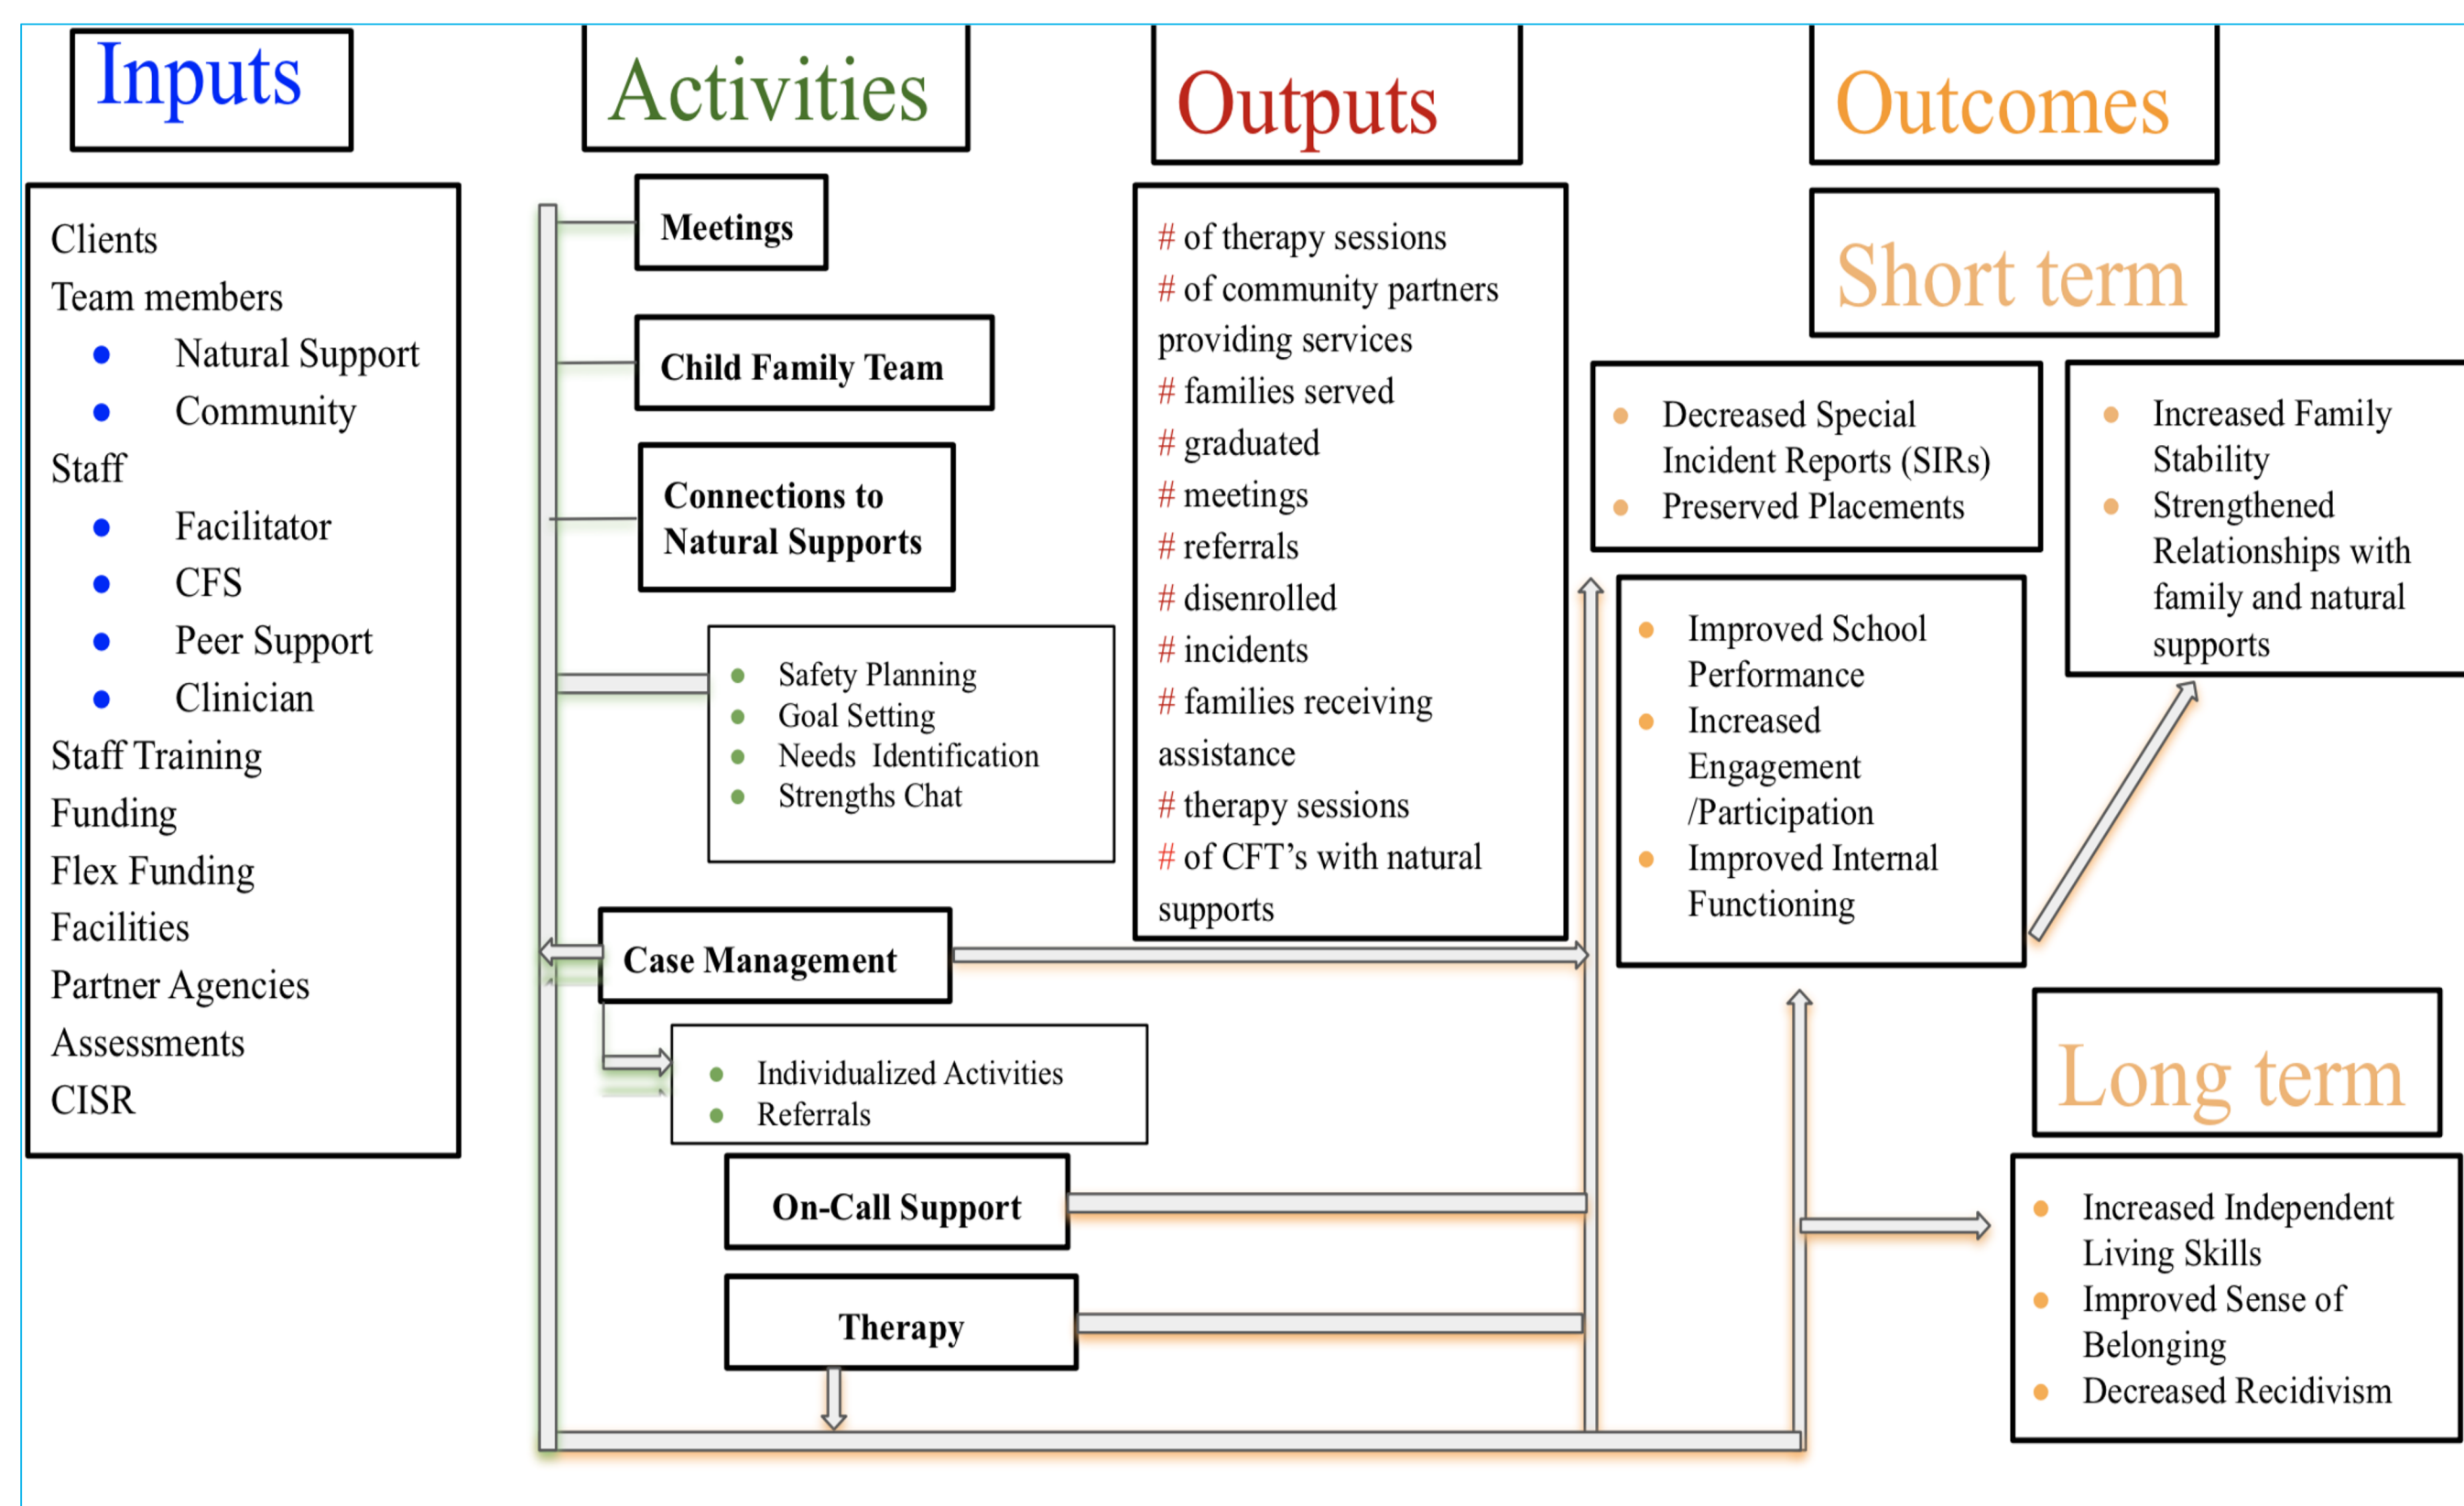 Inputs
Clients
Team members
● Natural Support
● Community
Staff
● Facilitator
● CFS
● Peer Support
● Clinician
Staff Training
Funding
Flex Funding
Facilities
Partner Agencies
Assessments
CISR
Activities
Meetings
Child Family Team
Connections to
Natural Supports
● Safety Planning
● Goal Setting
● Needs Identification
● Strengths Chat
Case Management
● Individualized Activities
● Referrals
On-Call Support
Therapy
Outputs
# of therapy sessions
# of community partners
providing services
# families served
# graduated
# meetings
# referrals
# disenrolled
# incidents
# families receiving
assistance
# therapy sessions
# of CFT’s with natural
supports
Outcomes
Short term
● Decreased Special
Incident Reports (SIRs)
● Preserved Placements
● Improved School
Performance
● Increased
Engagement
/Participation
● Improved Internal
Functioning
● Increased Family
Stability
● Strengthened
Relationships with
family and natural
supports
Long term
● Increased Independent
Living Skills
● Improved Sense of
Belonging
● Decreased Recidivism